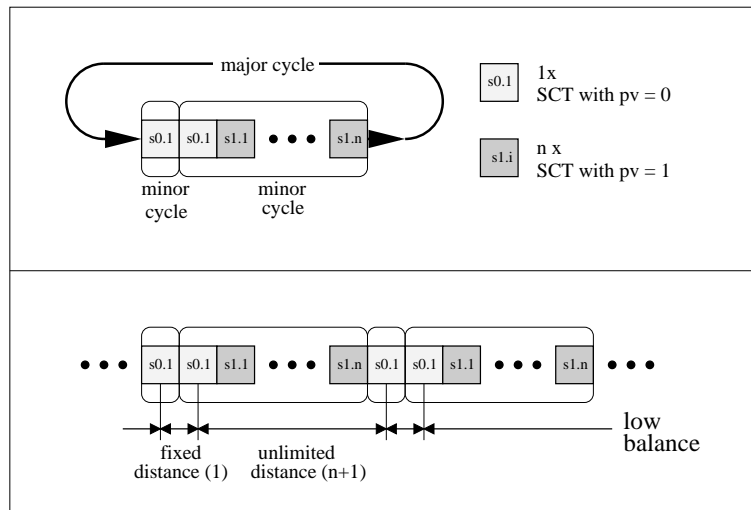 major cycle
s0.1 s0.1 s1.1 s1.n
minor
cycle
minor
cycle
s0.1
1x
SCT with pv = 0
s1.i
n x
SCT with pv = 1
s0.1 s0.1 s1.1 s1.n s0.1 s0.1 s1.1 s1.n
fixed
distance (1)
unlimited
distance (n+1)
low
balance